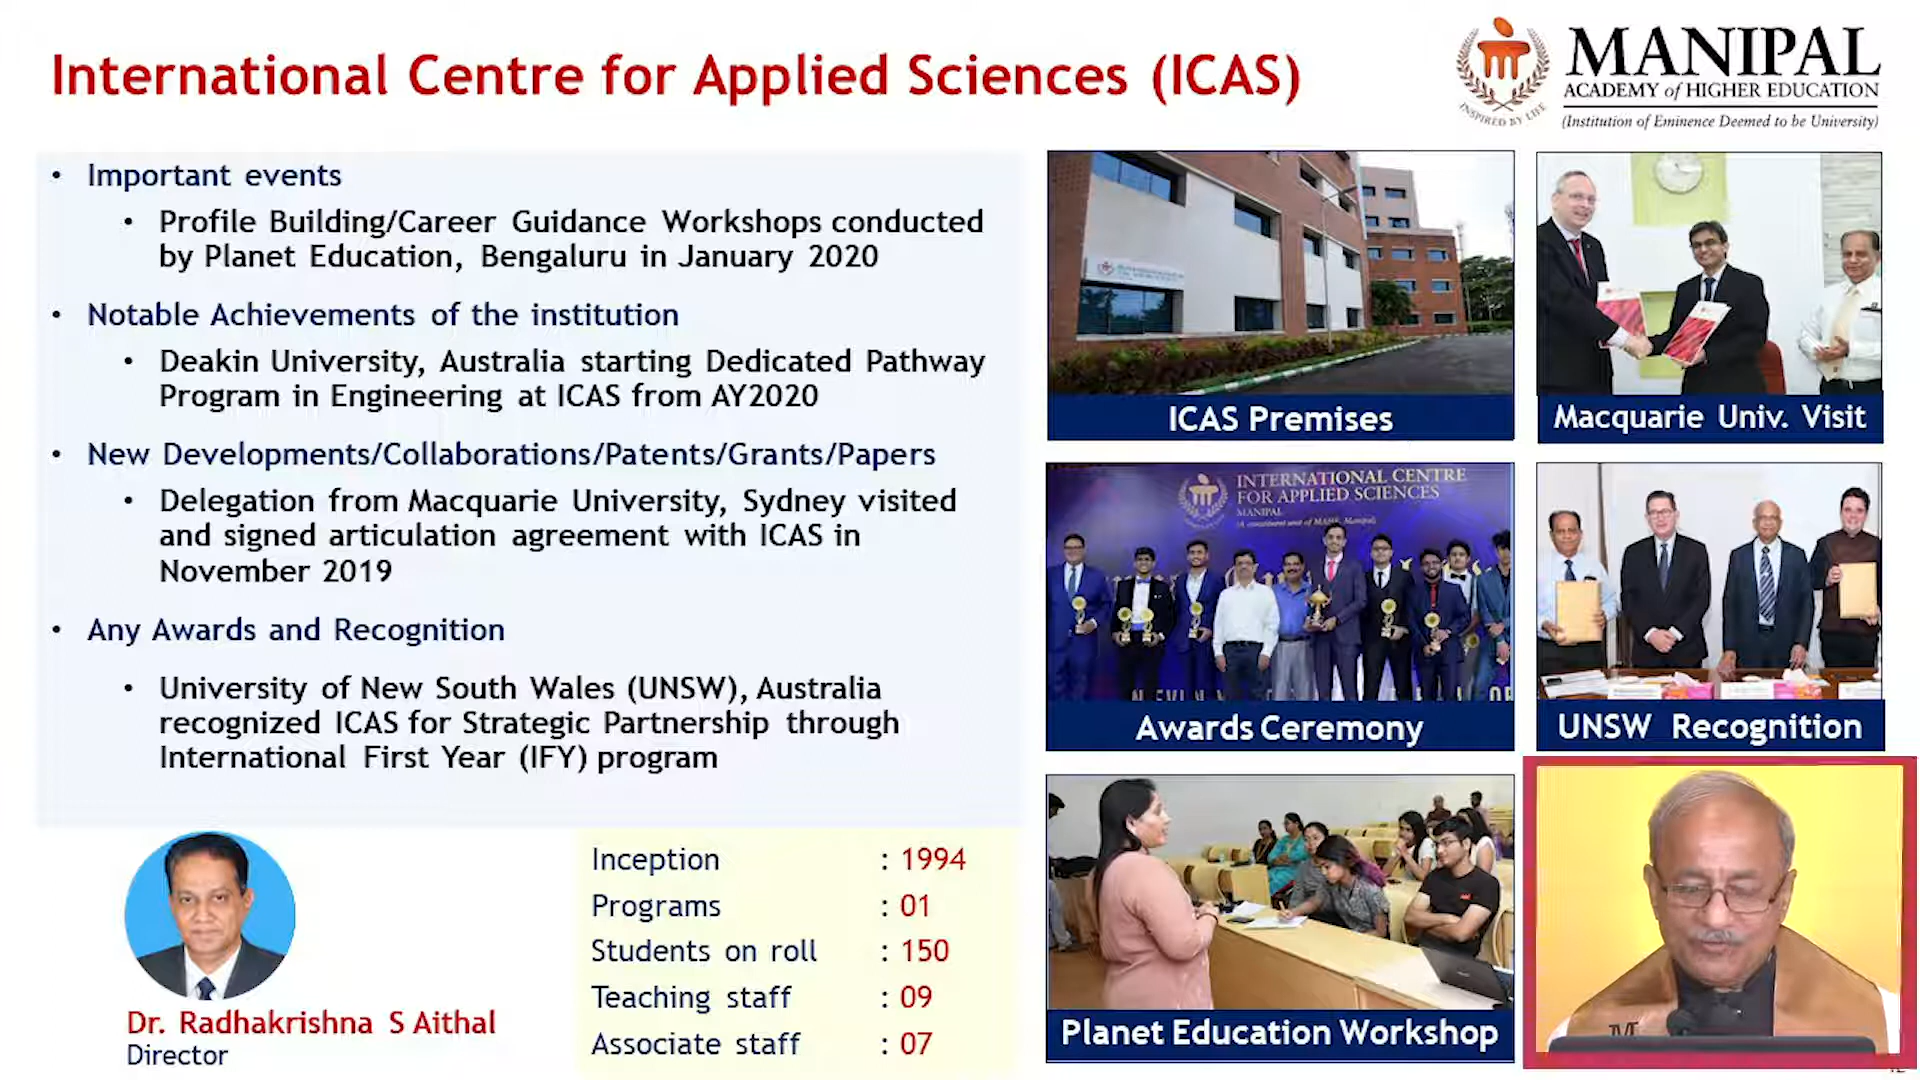 International Centre for Applied Sciences (ICAS)
INSPIRED BY LIFE
MANIPAL
ACADEMY of HIGHER EDUCATION
(Institution of Eminence Deemed to be University)
• Important events
• Profile Building/Career Guidance Workshops conducted
by Planet Education, Bengaluru in January 2020
• Notable Achievements of the institution
• Deakin University, Australia starting Dedicated Pathway
Program in Engineering at ICAS from AY2020
• New Developments/Collaborations/Patents/Grants/Papers
• Delegation from Macquarie University, Sydney visited
and signed articulation agreement with ICAS in
November 2019
• Any Awards and Recognition
• University of New South Wales (UNSW), Australia
recognized ICAS for Strategic Partnership through
International First Year (IFY) program
Dr. Radhakrishna S Aithal
Director
Inception : 1994
Programs : 01
Students on roll : 150
Teaching staff : 09
Associate staff : 07
ICAS Premises
Macquarie Univ. Visit
INTERNATIONAL CENTRE
FOR APPLIED SCIENCES
MANIPAL
(A constituent unit of MAHE, Manipal)
Awards Ceremony
UNSW Recognition
Planet Education Workshop